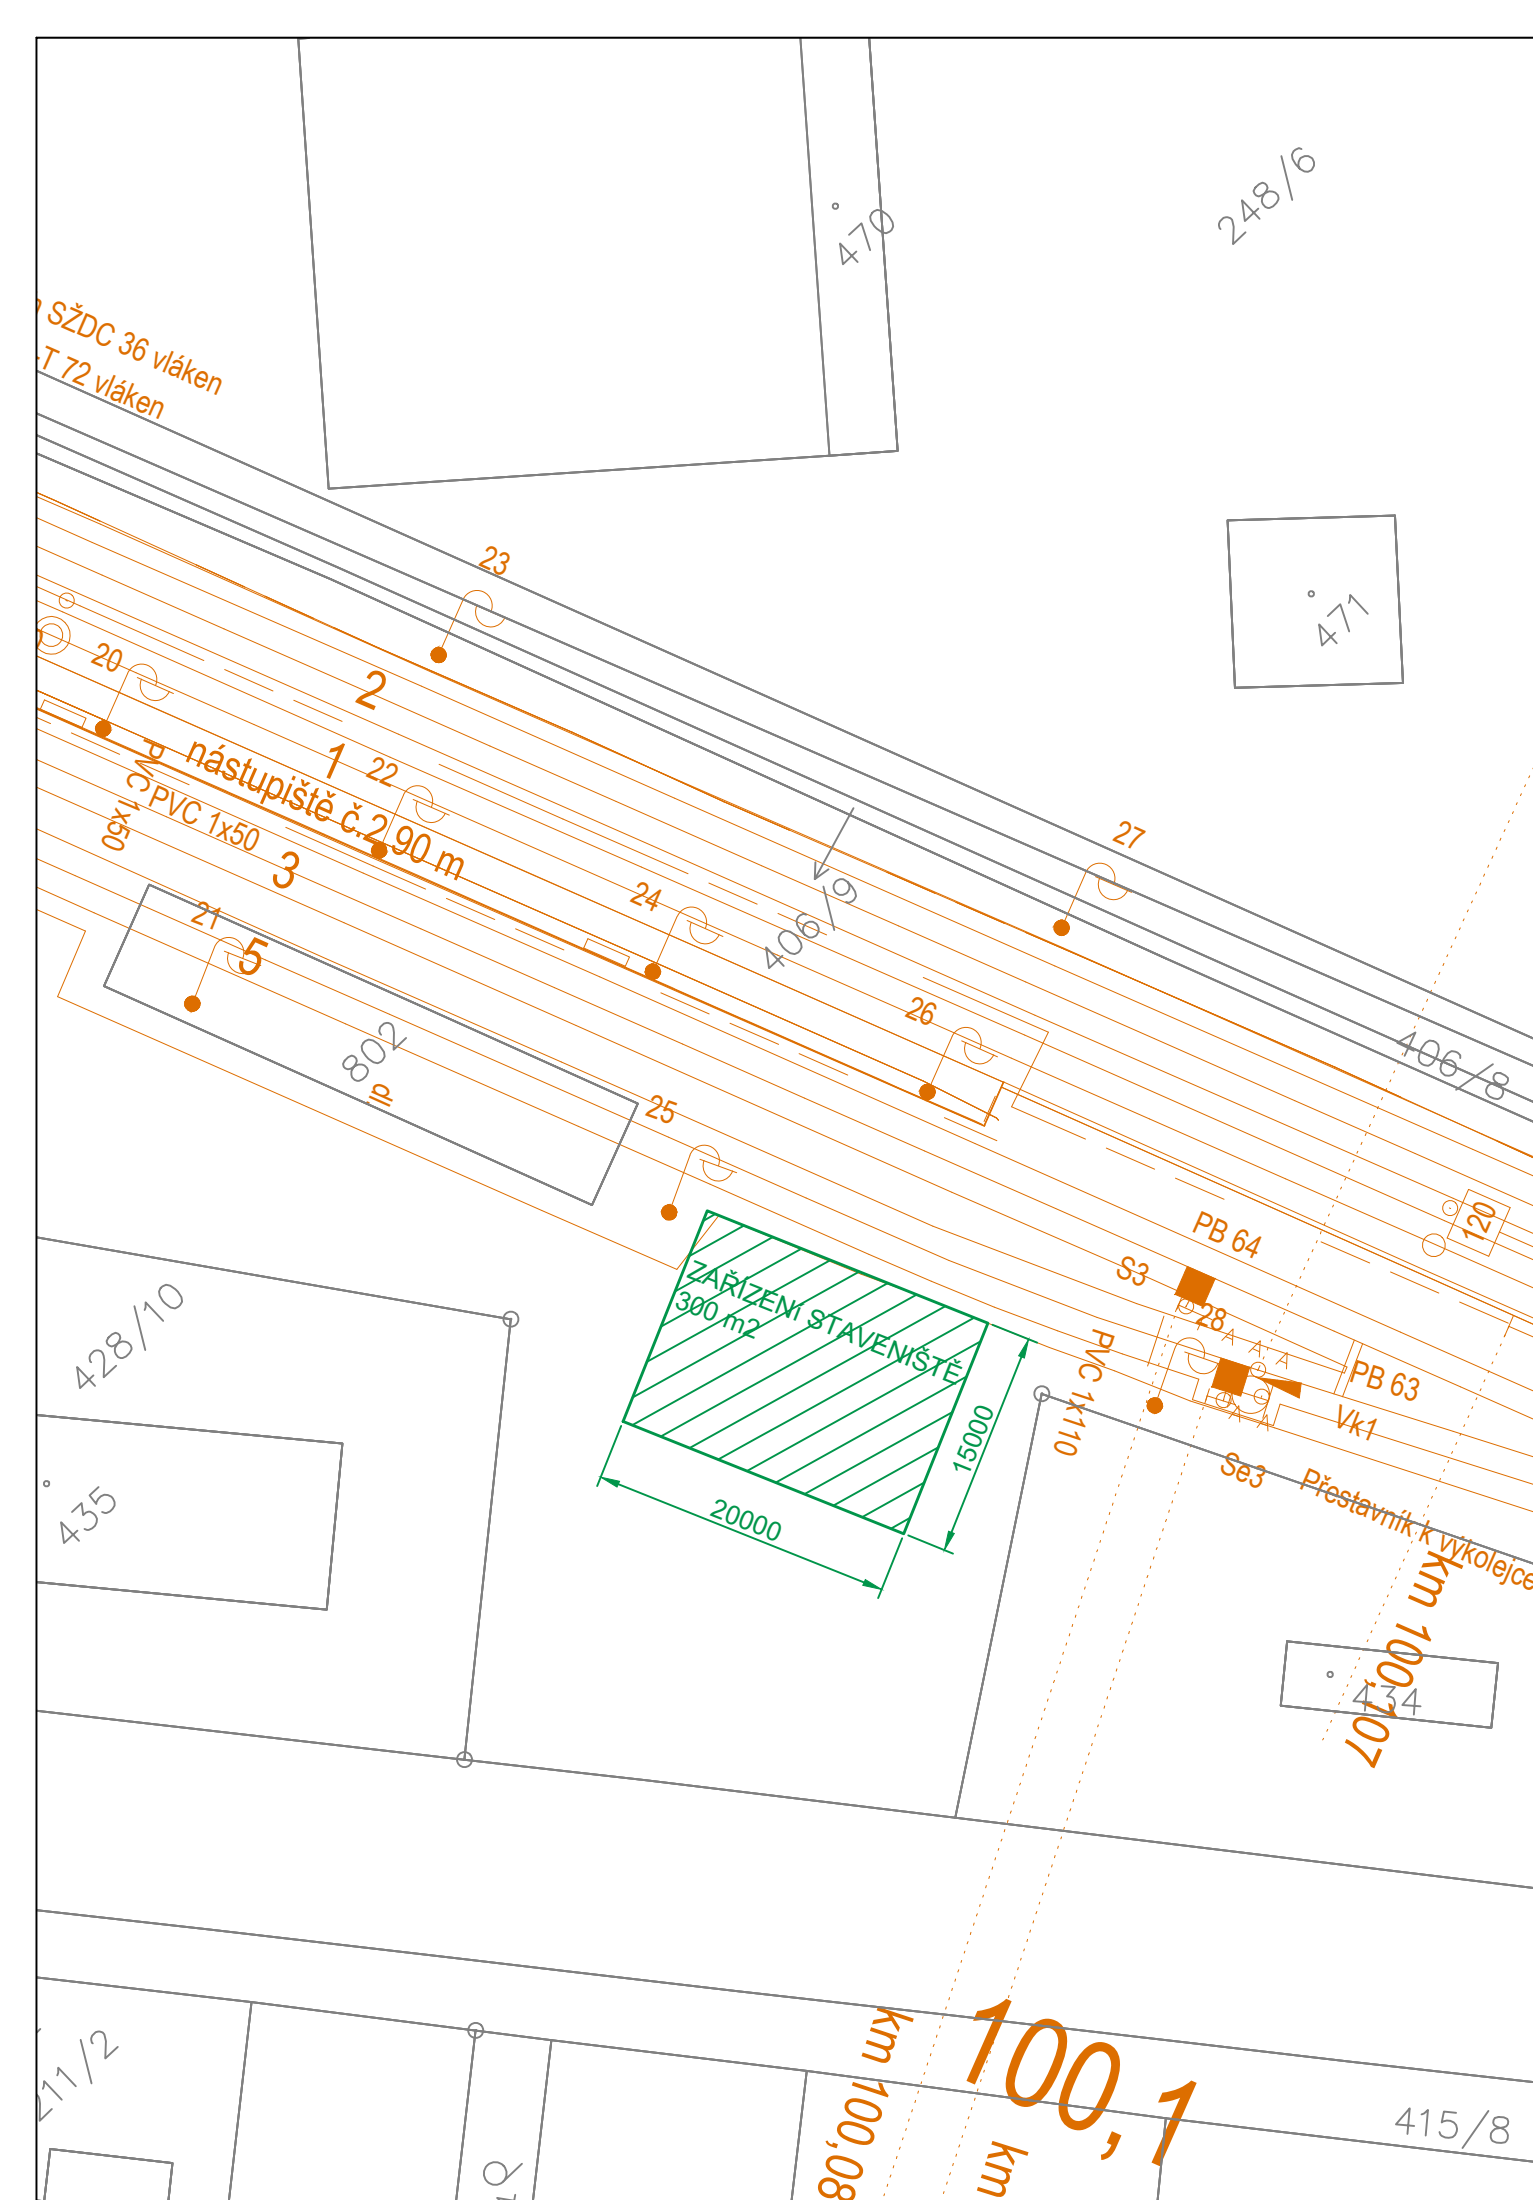 248/6
470
SŽDC 36 vláken
-T 72 vláken
471
23
20
2
1
22
nástupiště č.2 90 m
PVC 1x50
PVC 1x50
3
27
24
406/9
21
5
26
802
406/8
25
120
PB 64
S3
28
ZAŘÍZENí STAVENIŠTĚ
300 m2
428/10
PVC 1x110
PB 63
Vk1
Se3
15000
Přestavník k výkolejce
435
20000
km 100,107
434
100,1
km 100,08
km
211/2
415/8